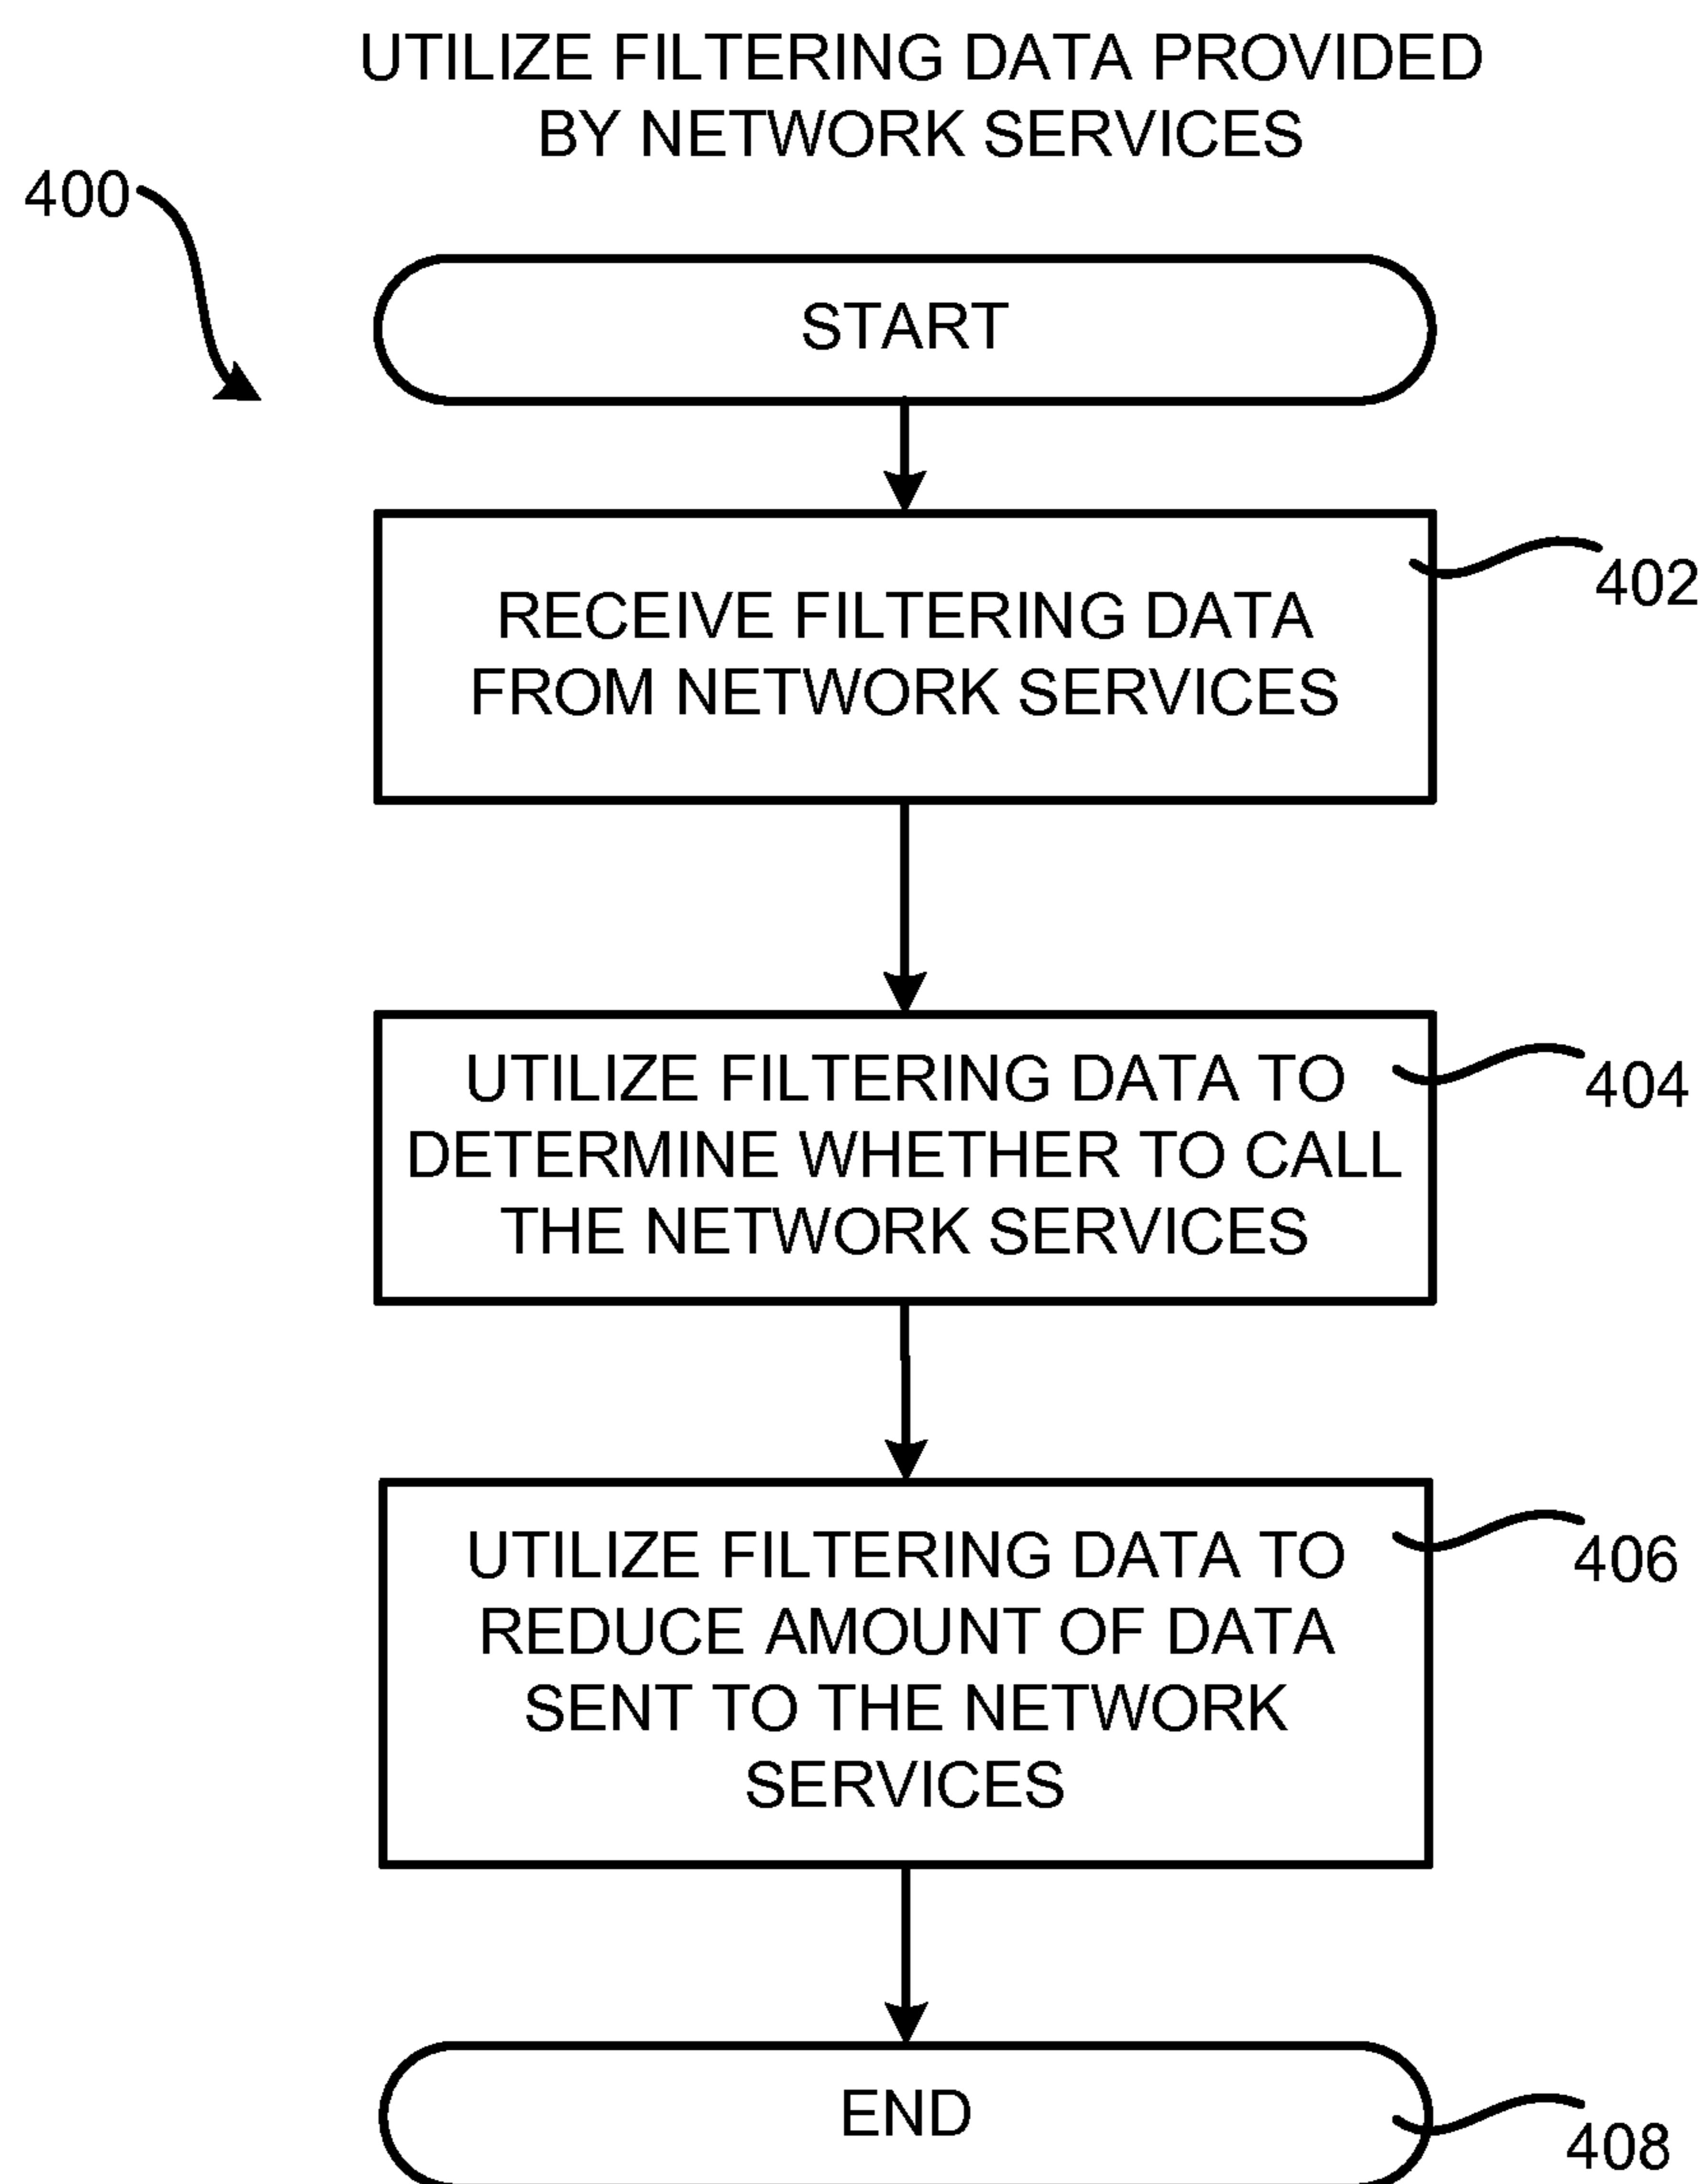 UTILIZE FILTERING DATA PROVIDED
BY NETWORK SERVICES
400
START
RECEIVE FILTERING DATA
FROM NETWORK SERVICES
402
UTILIZE FILTERING DATA TO
DETERMINE WHETHER TO CALL
THE NETWORK SERVICES
404
UTILIZE FILTERING DATA TO
REDUCE AMOUNT OF DATA
SENT TO THE NETWORK
SERVICES
406
END
408